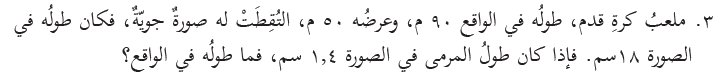 ٣. ملعبُ كرةِ قدم، طولُه في الواقع ٩٠ م، وعرضُه ٥٠ م، التُقِطَتْ له صورةٌ جويّةٌ، فكان طولُه في
الصورة ١٨سم. فإذا كان طولُ المرمى في الصورة ١,٤ سم، فما طولُه في الواقع؟